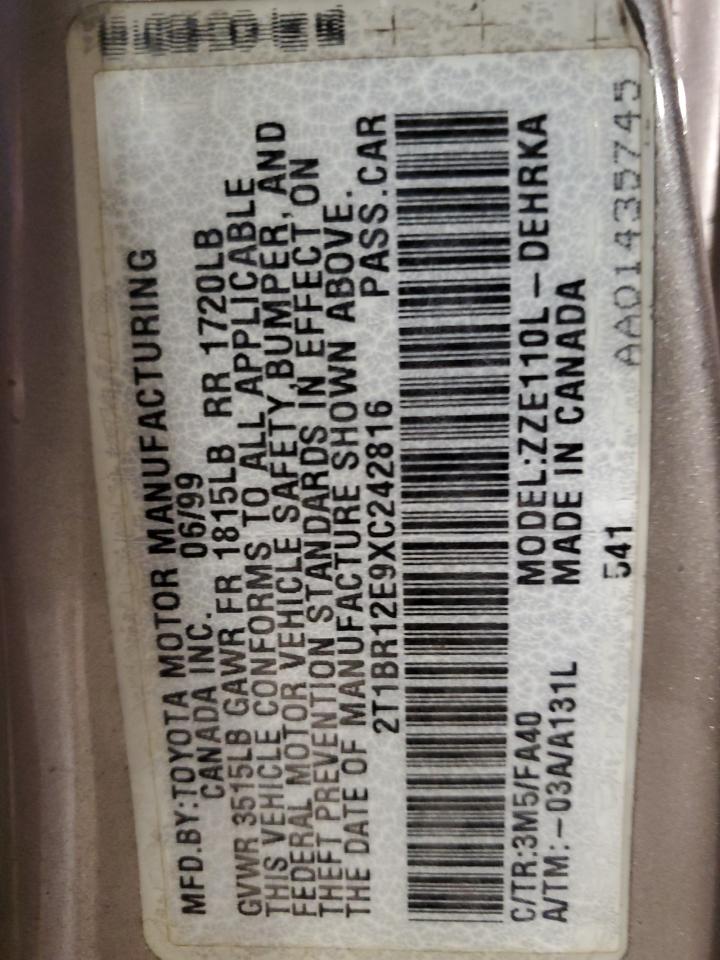 MFD.BY:TOYOTA MOTOR MANUFACTURING
CANADA INC. 06/99
GVWR 3515LB GAWR FR 1815LB RR 1720LB
THIS VEHICLE CONFORMS TO ALL APPLICABLE
FEDERAL MOTOR VEHICLE SAFETY,BUMPER, AND
THEFT PREVENTION STANDARDS IN EFFECT ON
THE DATE OF MANUFACTURE SHOWN ABOVE.
2T1BR12E9XC242816 PASS.CAR
C/TR:3M5/FA40 MODEL:ZZE110L-DEHRKA
A/TM:-03A/A131L MADE IN CANADA
541 AA01435745